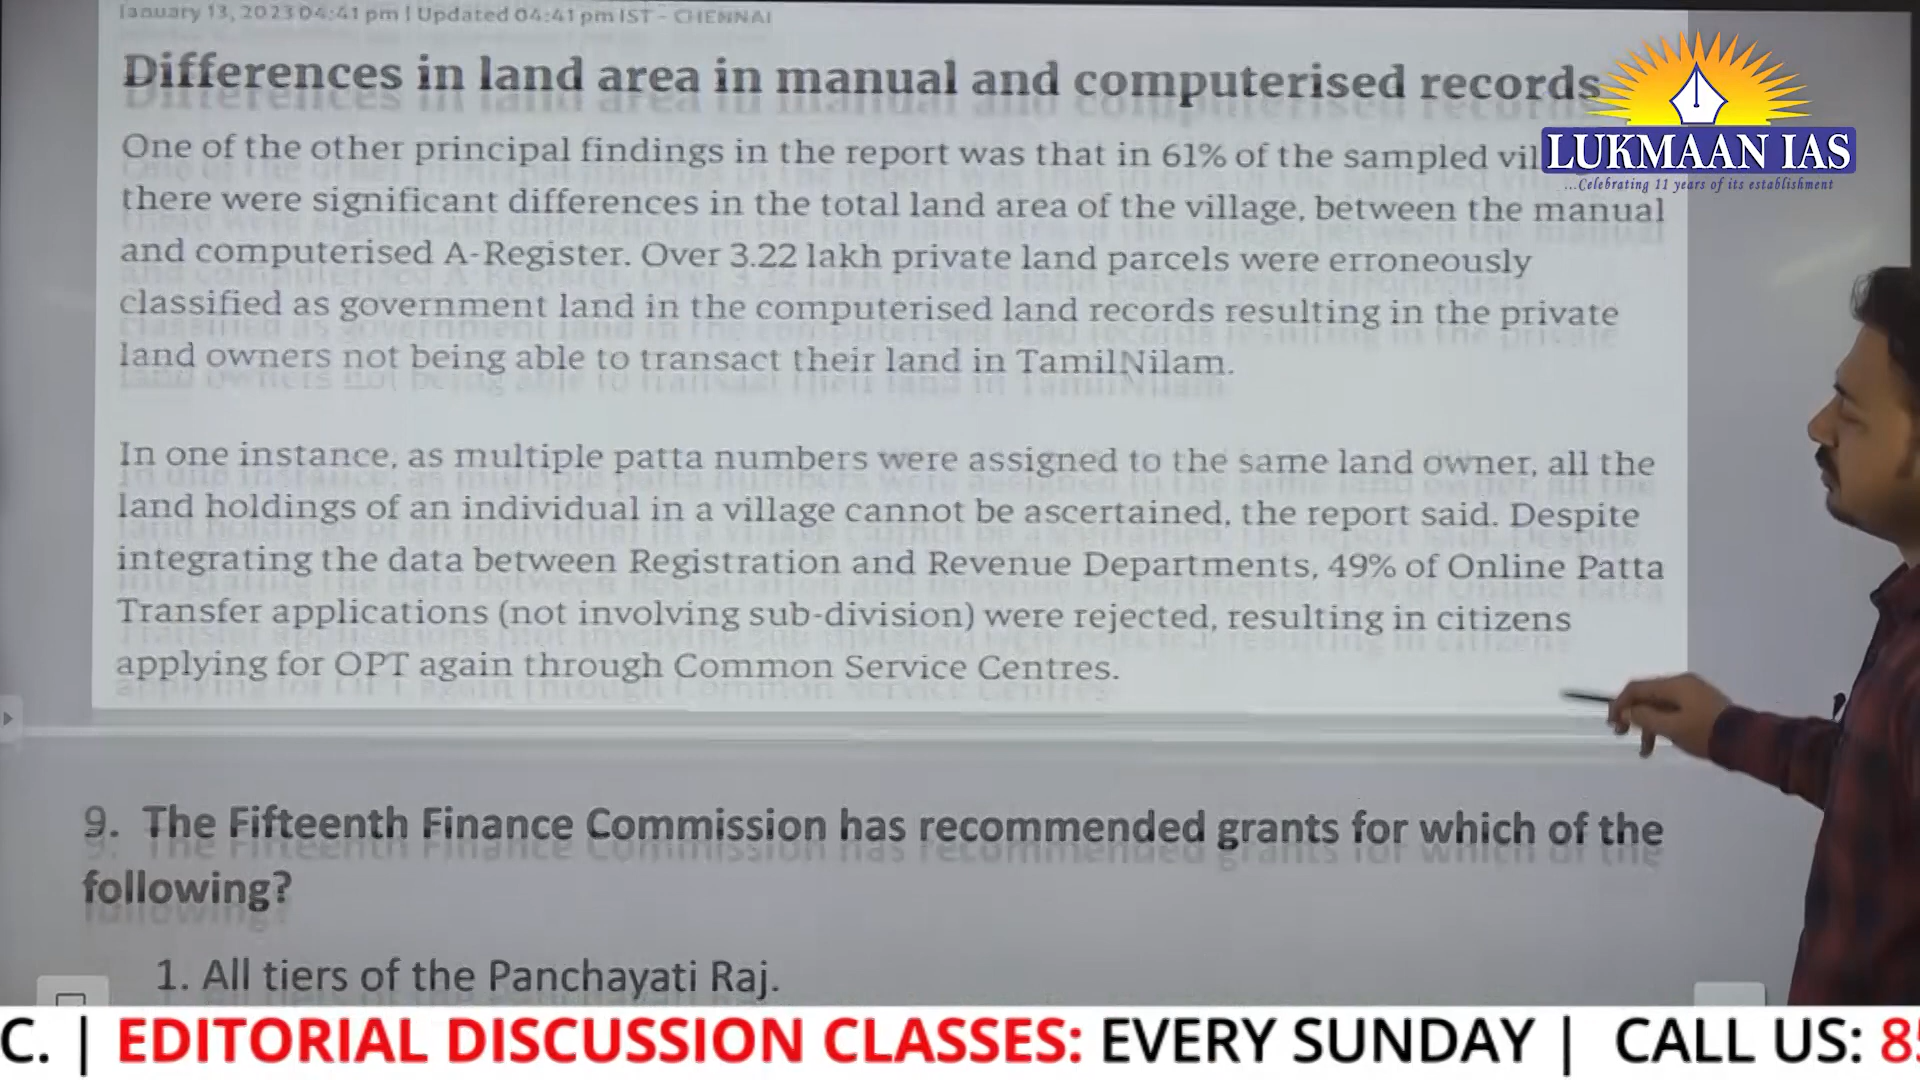 January 13, 2023 04:41 pm | Updated 04:41 pm IST - CHENNAI
Differences in land area in manual and computerised records
One of the other principal findings in the report was that in 61% of the sampled
there were significant differences in the total land area of the village, between the manual
and computerised A-Register. Over 3.22 lakh private land parcels were erroneously
classified as government land in the computerised land records resulting in the private
land owners not being able to transact their land in TamilNilam.
In one instance, as multiple patta numbers were assigned to the same land owner, all the
land holdings of an individual in a village cannot be ascertained, the report said. Despite
integrating the data between Registration and Revenue Departments, 49% of Online Patta
Transfer applications (not involving sub-division) were rejected, resulting in citizens
applying for OPT again through Common Service Centres.
LUKMAAN IAS
...Celebrating 11 years of its establishment
9. The Fifteenth Finance Commission has recommended grants for which of the
following?
1. All tiers of the Panchayati Raj.
C. | EDITORIAL DISCUSSION CLASSES: EVERY SUNDAY | CALL US: 8